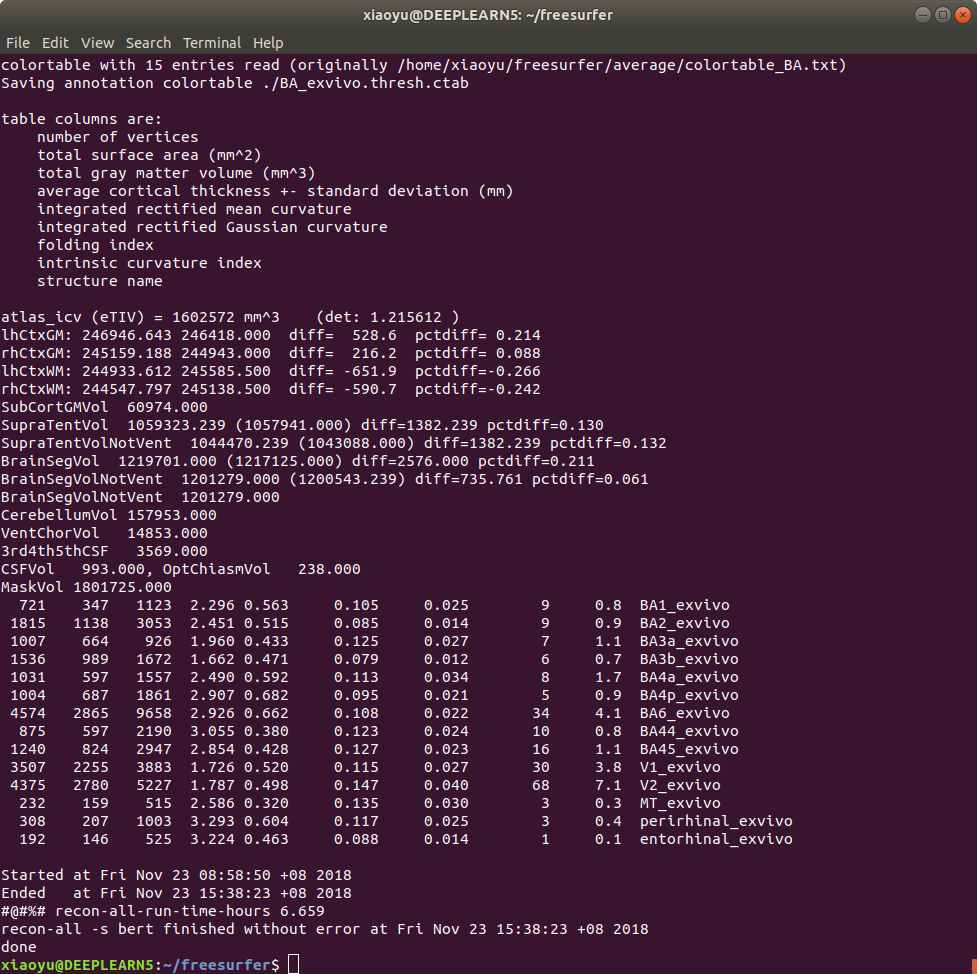 xiaoyu@DEEPLEARN5: ~/freesurfer
File Edit View Search Terminal Help
colortable with 15 entries read (originally /home/xiaoyu/freesurfer/average/colortable_BA.txt)
Saving annotation colortable ./BA_exvivo.thresh.ctab
table columns are:
    number of vertices
    total surface area (mm^2)
    total gray matter volume (mm^3)
    average cortical thickness +- standard deviation (mm)
    integrated rectified mean curvature
    integrated rectified Gaussian curvature
    folding index
    intrinsic curvature index
    structure name
atlas_icv (eTIV) = 1602572 mm^3    (det: 1.215612 )
lhCtxGM: 246946.643 246418.000  diff=  528.6  pctdiff= 0.214
rhCtxGM: 245159.188 244943.000  diff=  216.2  pctdiff= 0.088
lhCtxWM: 244933.612 245585.500  diff= -651.9  pctdiff=-0.266
rhCtxWM: 244547.797 245138.500  diff= -590.7  pctdiff=-0.242
SubCortGMVol  60974.000
SupraTentVol  1059323.239 (1057941.000) diff=1382.239 pctdiff=0.130
SupraTentVolNotVent  1044470.239 (1043088.000) diff=1382.239 pctdiff=0.132
BrainSegVol  1219701.000 (1217125.000) diff=2576.000 pctdiff=0.211
BrainSegVolNotVent  1201279.000 (1200543.239) diff=735.761 pctdiff=0.061
BrainSegVolNotVent  1201279.000
CerebellumVol 157953.000
VentChorVol   14853.000
3rd4th5thCSF   3569.000
CSFVol   993.000, OptChiasmVol   238.000
MaskVol 1801725.000
  721    347   1123  2.296 0.563     0.105     0.025        9     0.8  BA1_exvivo
 1815   1138   3053  2.451 0.515     0.085     0.014        9     0.9  BA2_exvivo
 1007    664    926  1.960 0.433     0.125     0.027        7     1.1  BA3a_exvivo
 1536    989   1672  1.662 0.471     0.079     0.012        6     0.7  BA3b_exvivo
 1031    597   1557  2.490 0.592     0.113     0.034        8     1.7  BA4a_exvivo
 1004    687   1861  2.907 0.682     0.095     0.021        5     0.9  BA4p_exvivo
 4574   2865   9658  2.926 0.662     0.108     0.022       34     4.1  BA6_exvivo
  875    597   2190  3.055 0.380     0.123     0.024       10     0.8  BA44_exvivo
 1240    824   2947  2.854 0.428     0.127     0.023       16     1.1  BA45_exvivo
 3507   2255   3883  1.726 0.520     0.115     0.027       30     3.8  V1_exvivo
 4375   2780   5227  1.787 0.498     0.147     0.040       68     7.1  V2_exvivo
  232    159    515  2.586 0.320     0.135     0.030        3     0.3  MT_exvivo
  308    207   1003  3.293 0.604     0.117     0.025        3     0.4  perirhinal_exvivo
  192    146    525  3.224 0.463     0.088     0.014        1     0.1  entorhinal_exvivo
Started at Fri Nov 23 08:58:50 +08 2018
Ended   at Fri Nov 23 15:38:23 +08 2018
#@#%# recon-all-run-time-hours 6.659
recon-all -s bert finished without error at Fri Nov 23 15:38:23 +08 2018
done
xiaoyu@DEEPLEARN5:~/freesurfer$